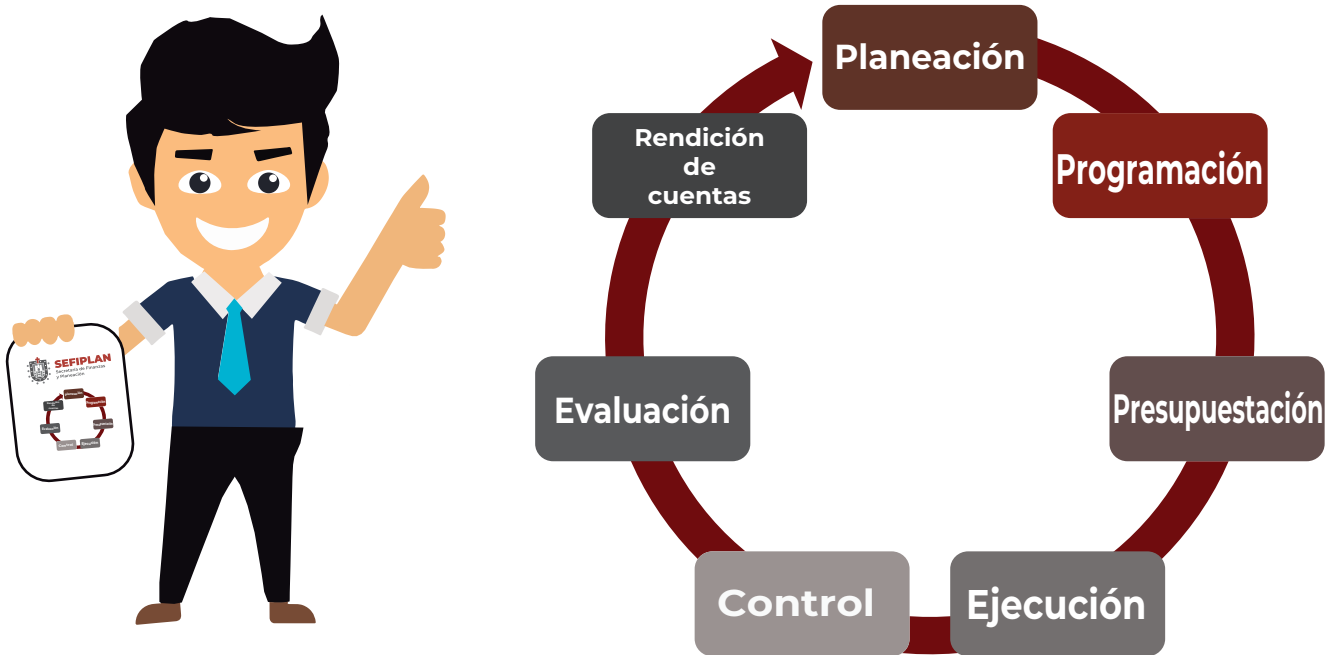 Planeación
Programación
Presupuestación
Ejecución
Control
Evaluación
Rendición
de
cuentas
SEFIPLAN
Secretaría de Finanzas
y Planeación